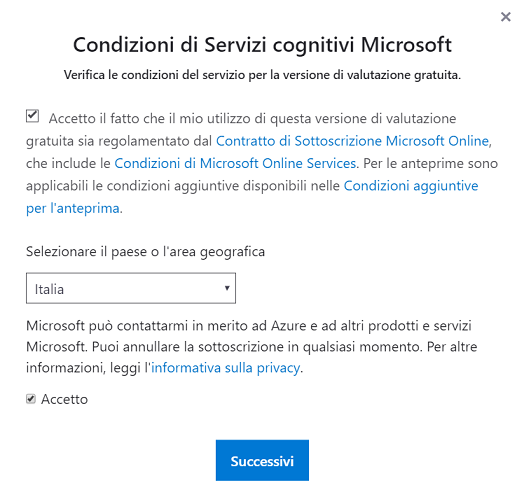 ×
Condizioni di Servizi cognitivi Microsoft
Verifica le condizioni del servizio per la versione di valutazione gratuita.
Accetto il fatto che il mio utilizzo di questa versione di valutazione
gratuita sia regolamentato dal Contratto di Sottoscrizione Microsoft Online,
che include le Condizioni di Microsoft Online Services. Per le anteprime sono
applicabili le condizioni aggiuntive disponibili nelle Condizioni aggiuntive
per l'anteprima.
Selezionare il paese o l'area geografica
Italia
Microsoft può contattarmi in merito ad Azure e ad altri prodotti e servizi
Microsoft. Puoi annullare la sottoscrizione in qualsiasi momento. Per altre
informazioni, leggi l'informativa sulla privacy.
Accetto
Successivi